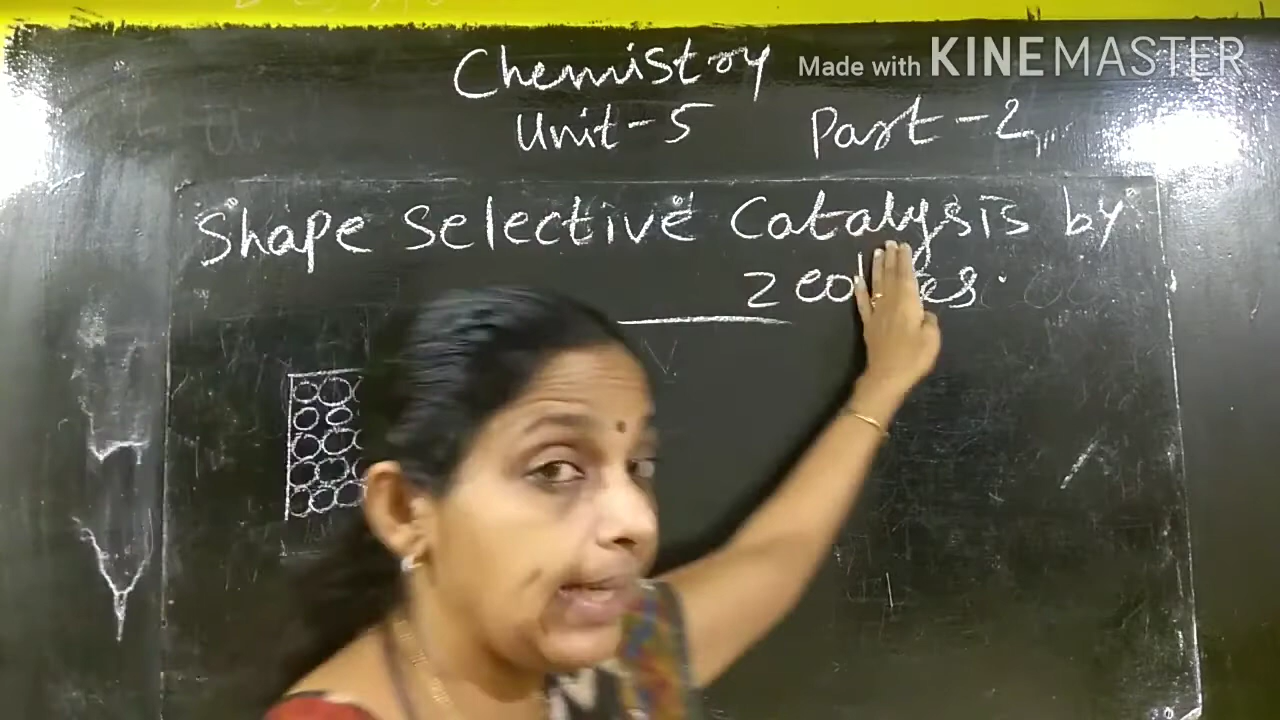 Chemistry
Made with KINEMASTER
Unit-5 Part-2
Shape Selective Catalysis by